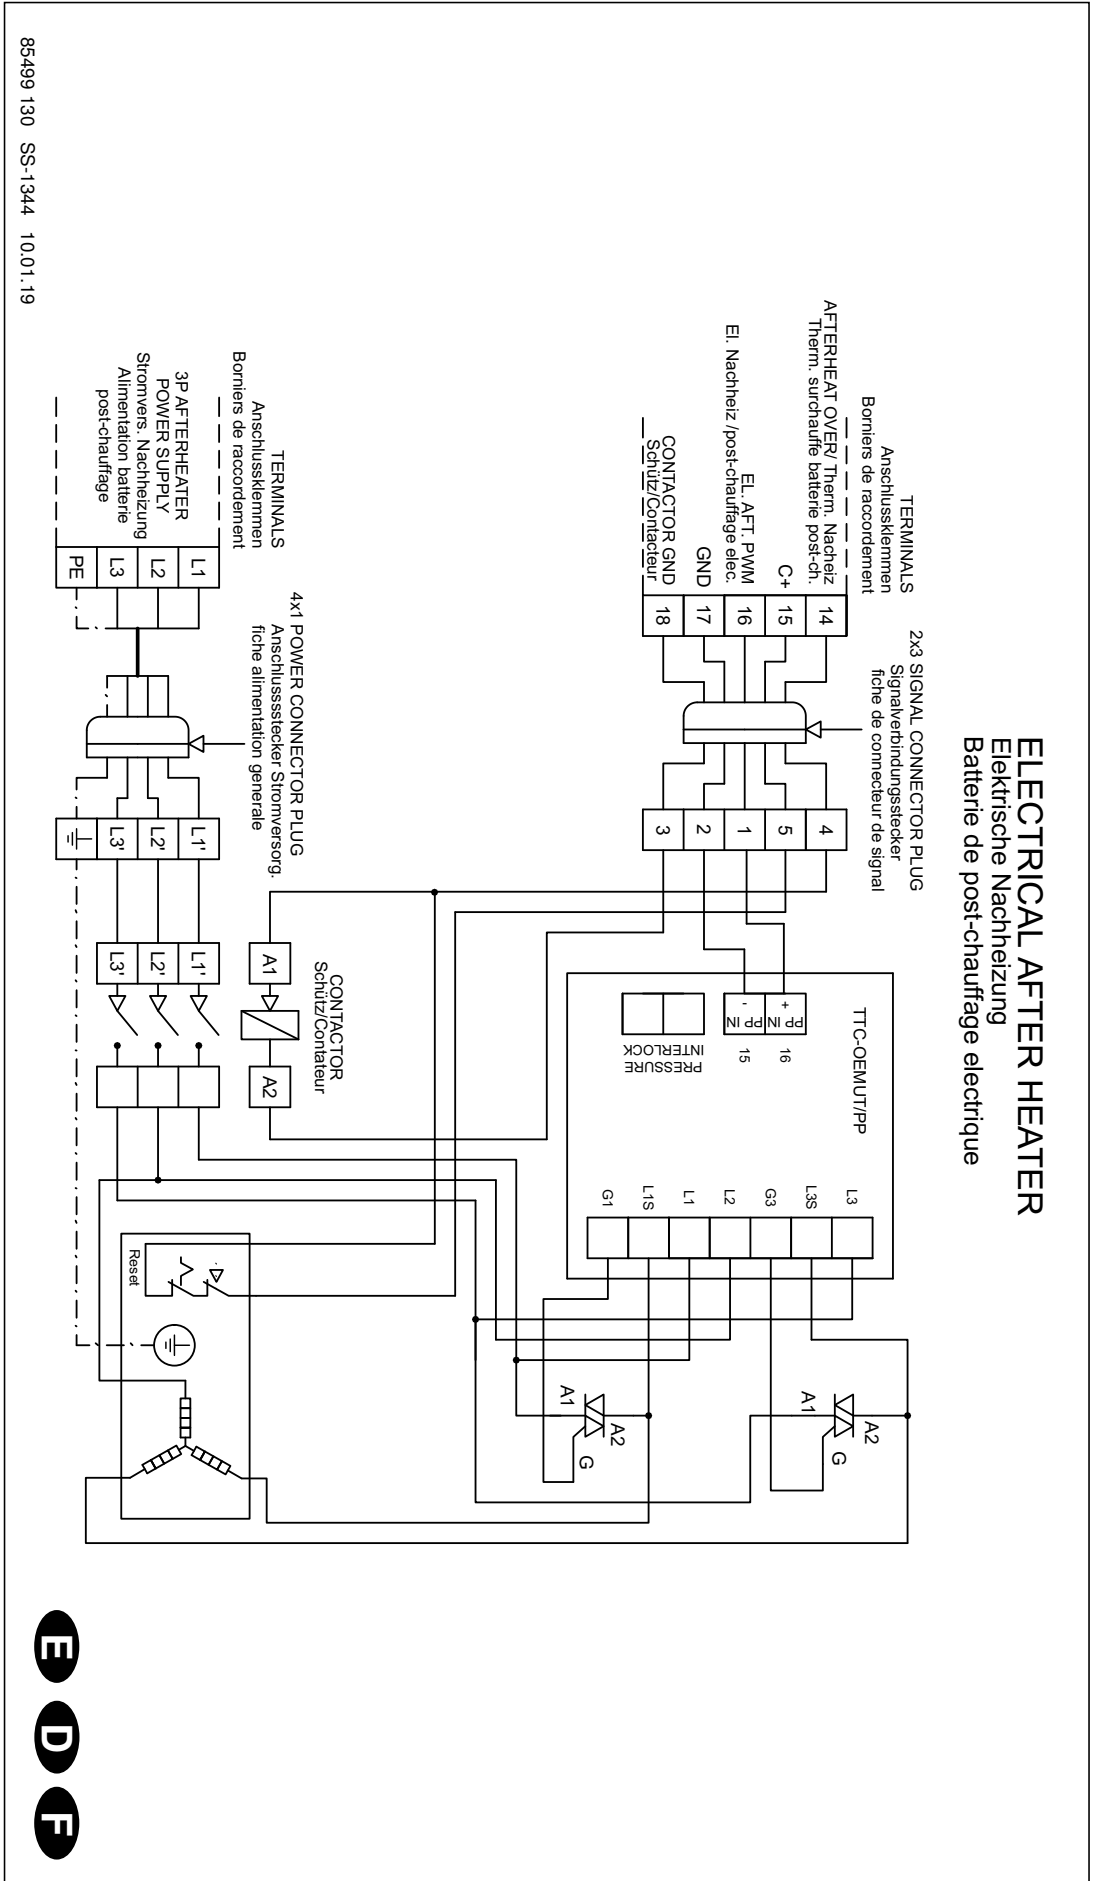 ELECTRICAL AFTER HEATER
Elektrische Nachheizung
Batterie de post-chauffage electrique
TERMINALS
Anschlussklemmen
Borniers de raccordement
2x3 SIGNAL CONNECTOR PLUG
Signalverbindungsstecker
fiche de connecteur de signal
AFTERHEAT OVER/ Therm. Nacheiz
Therm. surchauffe batterie post-ch.
C+
EL. AFT. PWM
El. Nachheiz /post-chauffage elec.
GND
CONTACTOR GND
Schütz/Contacteur
14
15
16
17
18
4
5
1
2
3
TTC-OEMUT/PP
+
PP IN
-
PP IN
16
15
PRESSURE
INTERLOCK
L3
L3S
G3
L2
L1
L1S
G1
A1
A2
G
A1
A2
G
CONTACTOR
Schütz/Contateur
A1
A2
TERMINALS
Anschlussklemmen
Borniers de raccordement
4x1 POWER CONNECTOR PLUG
Anschlussstecker Stromversorg.
fiche alimentation generale
3P AFTERHEATER
POWER SUPPLY
Stromvers. Nachheizung
Alimentation batterie
post-chauffage
L1
L2
L3
PE
L1'
L2'
L3'
L1'
L2'
L3'
Reset
85499 130 SS-1344 10.01.19
E
D
F